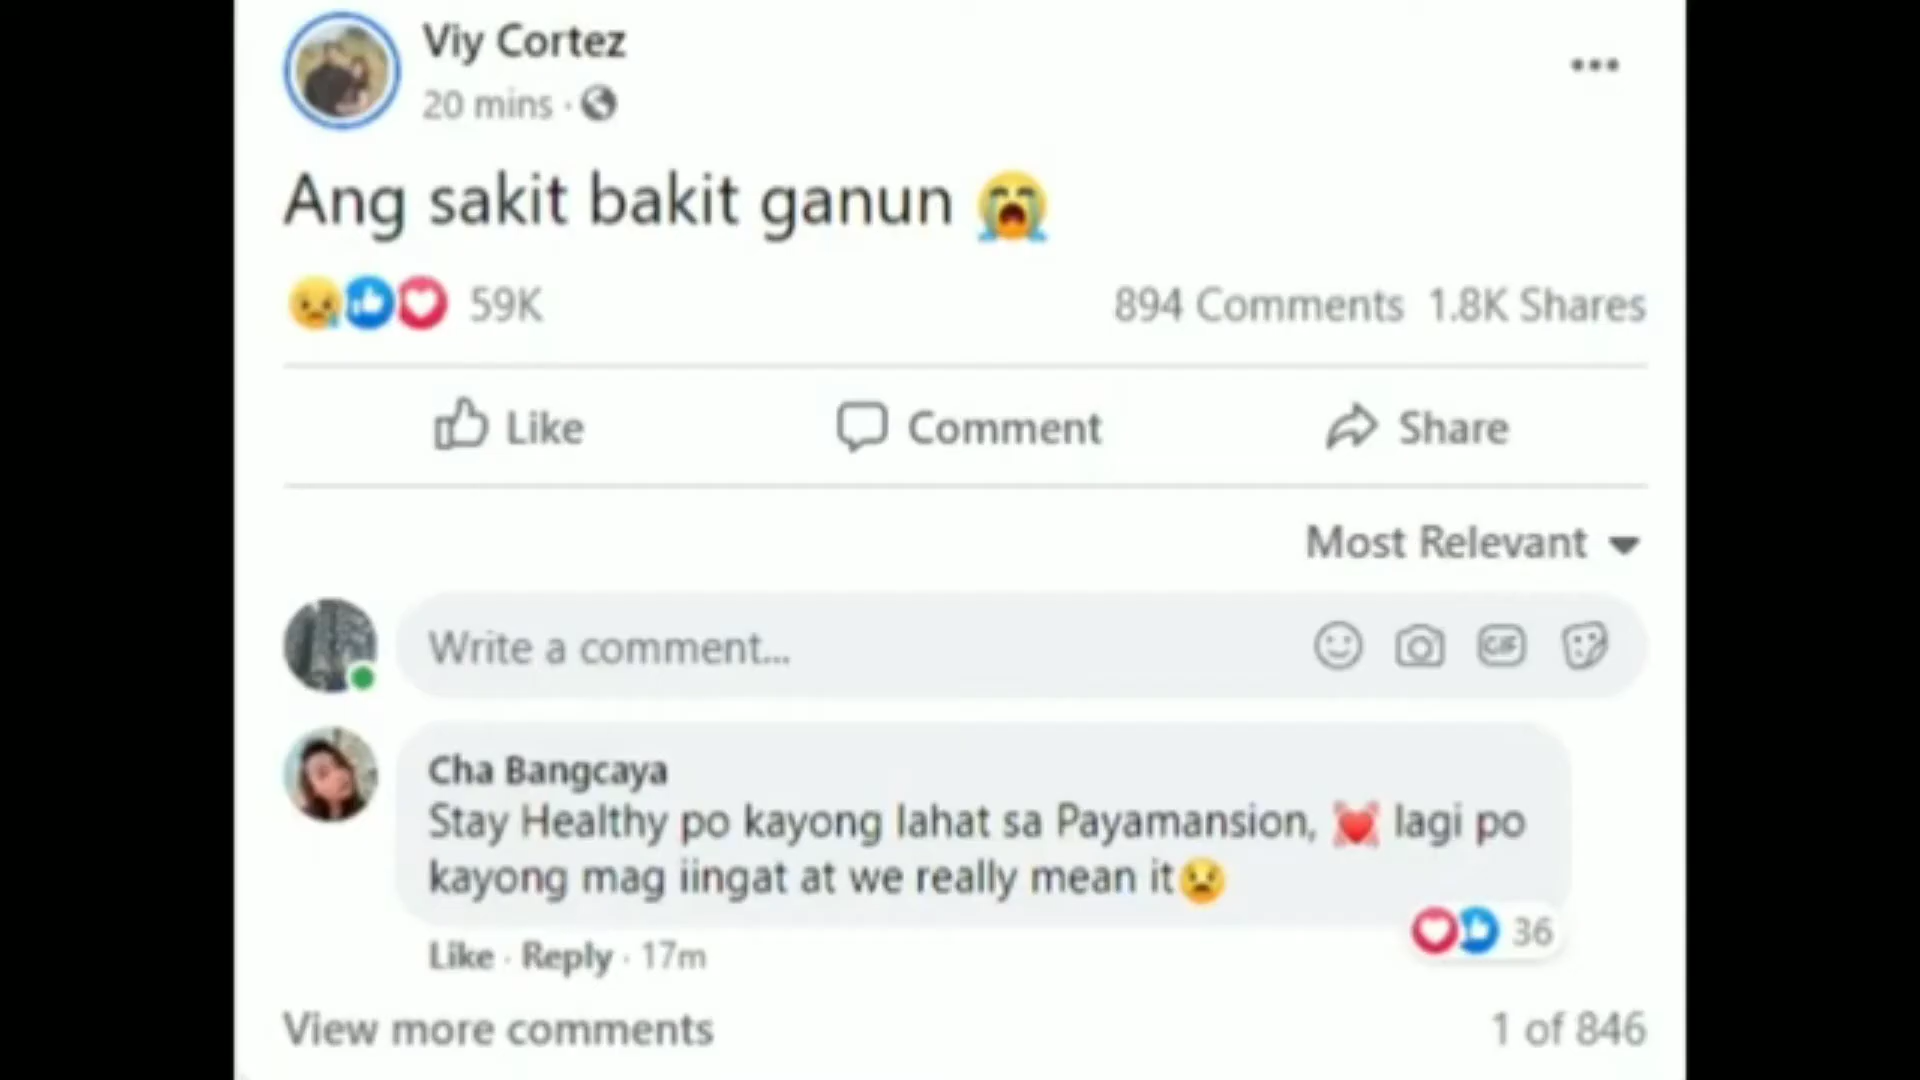 Viy Cortez
20 mins ·
Ang sakit bakit ganun 😭
59K
894 Comments 1.8K Shares
Like Comment Share
Most Relevant
Write a comment...
GIF
Cha Bangcaya
Stay Healthy po kayong lahat sa Payamansion, 💓 lagi po
kayong mag iingat at we really mean it😟
36
Like · Reply · 17m
View more comments 1 of 846